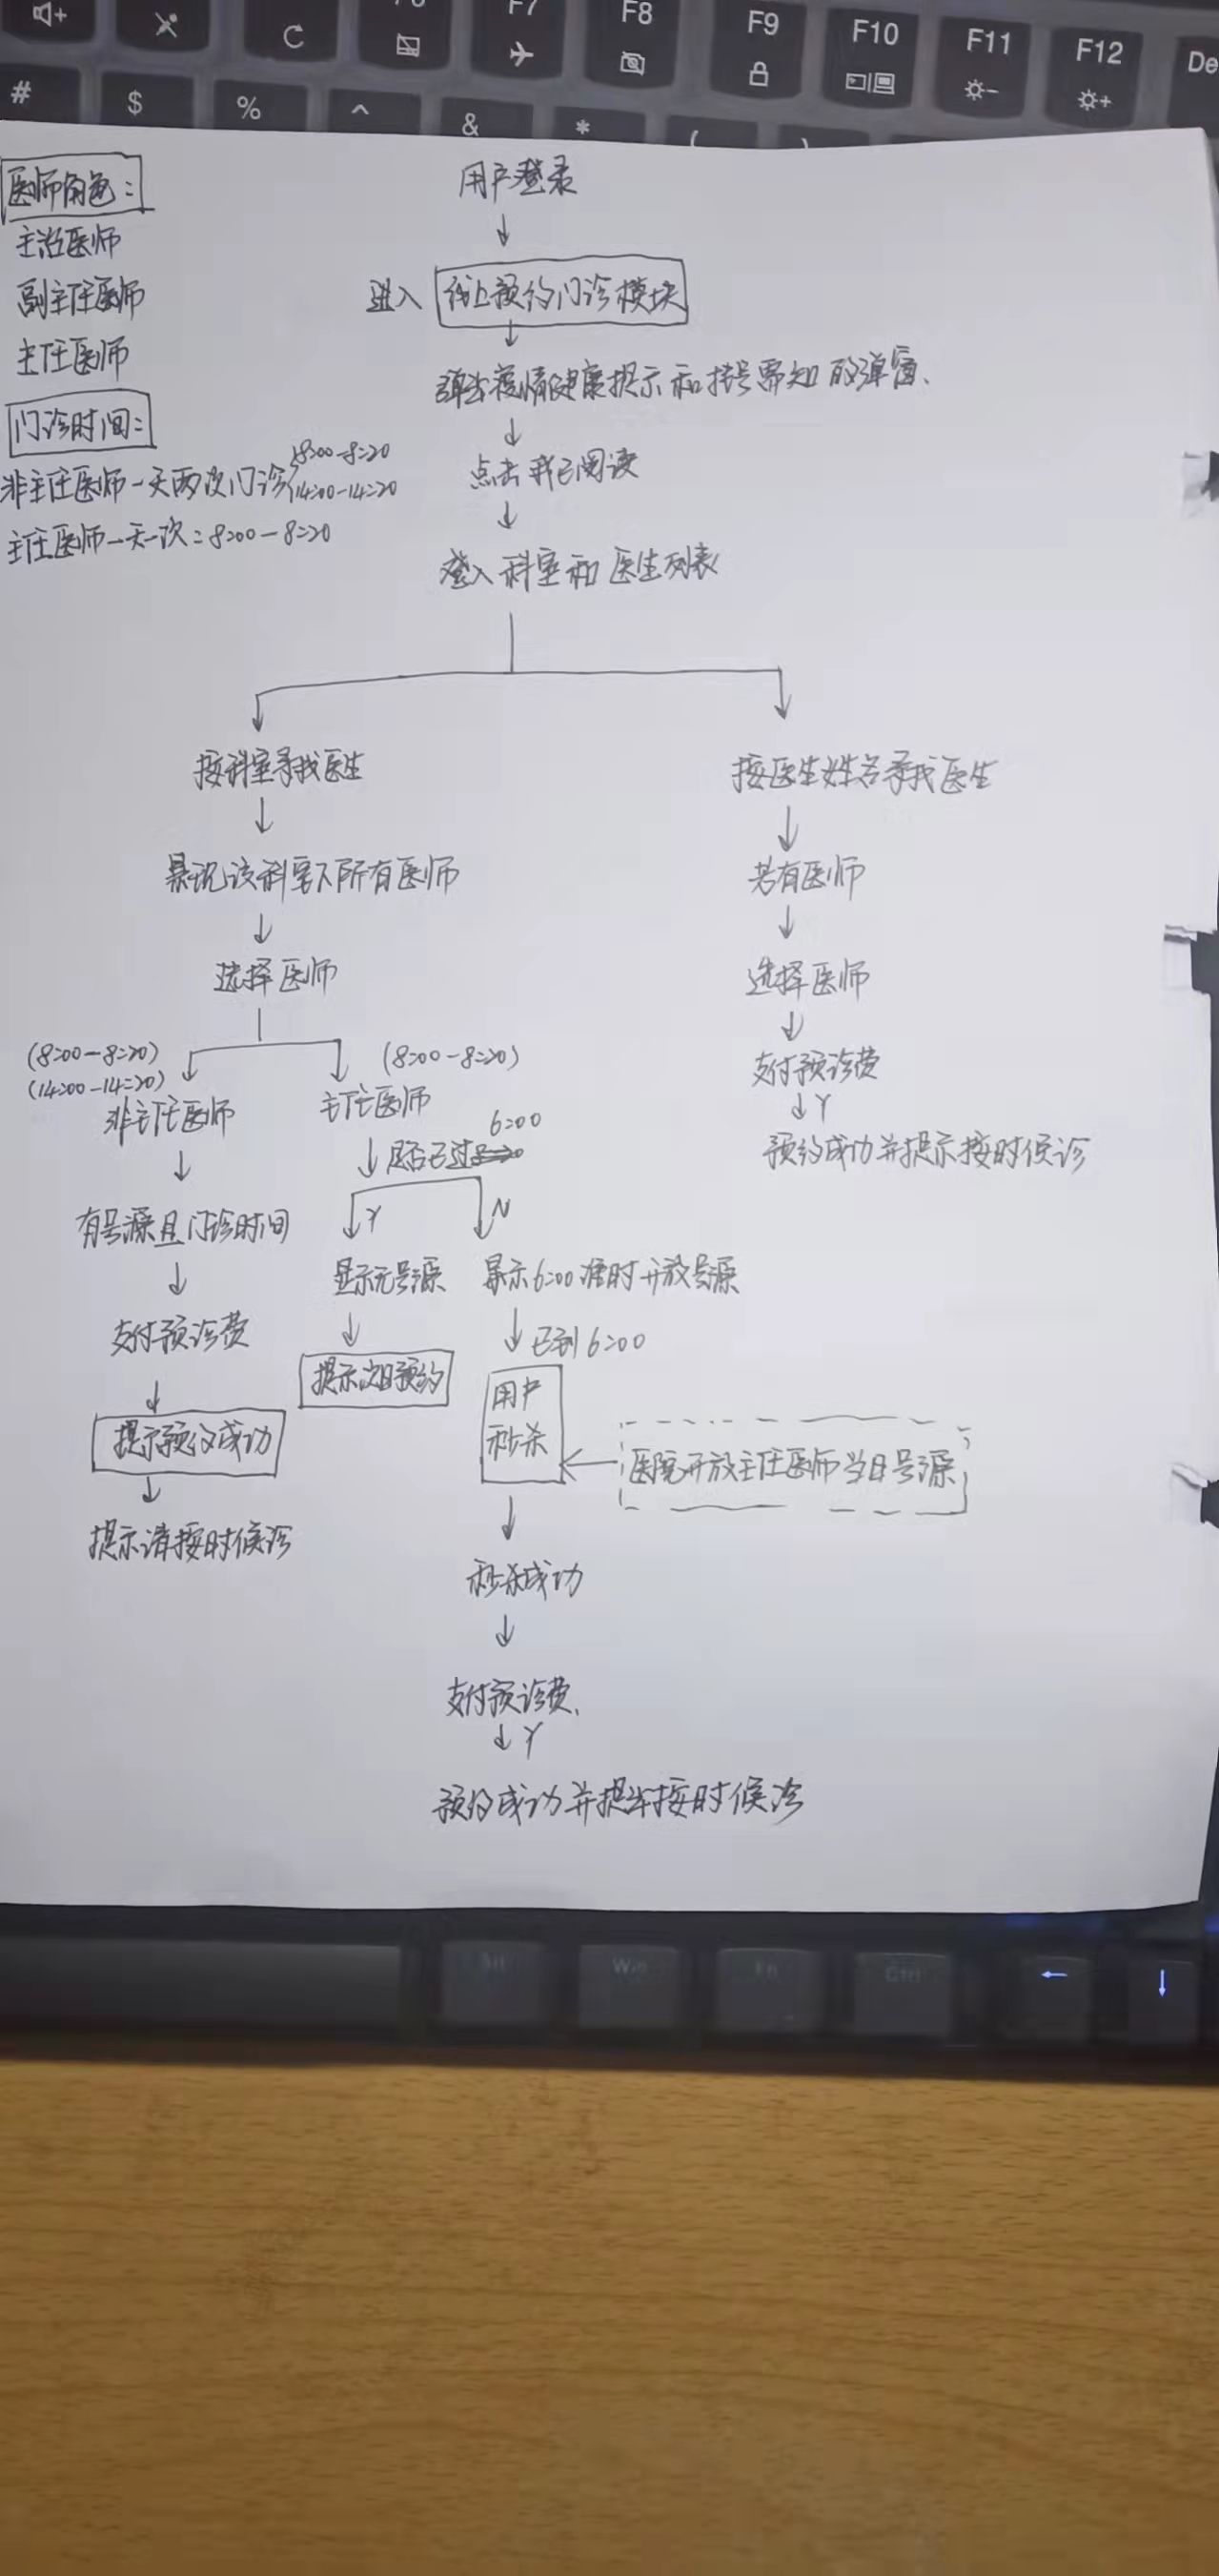 F7
F8
F9
F10
F11
F12
De
#
$
%
^
&
*
(
)
医师角色：
主治医师
副主任医师
主任医师
门诊时间：
非主任医师一天两次门诊
8:00-8:20
14:00-14:20
主任医师一天一次：8:00-8:20
用户登录
进入 线上预约门诊模块
弹出疫情健康提示和挂号需知的弹窗、
点击我已阅读
登入科室和医生列表
按科室寻找医生
按医生姓名寻找医生
显现该科室下所有医师
若有医师
选择医师
选择医师
(8:00-8:20)
(14:00-14:20)
非主任医师
(8:00-8:20)
主任医师
支付预诊费
Y
预约成功并提示按时候诊
是否已过
6:00
Y
N
有号源且门诊时间
显示无号源
显示6:00准时开放号源
支付预诊费
提示次日预约
已到6:00
提示预约成功
用户
秒杀
医院开放主任医师当日号源
提示请按时候诊
秒杀成功
支付预诊费、
Y
预约成功并提示按时候诊
Win
Fn
Ctrl